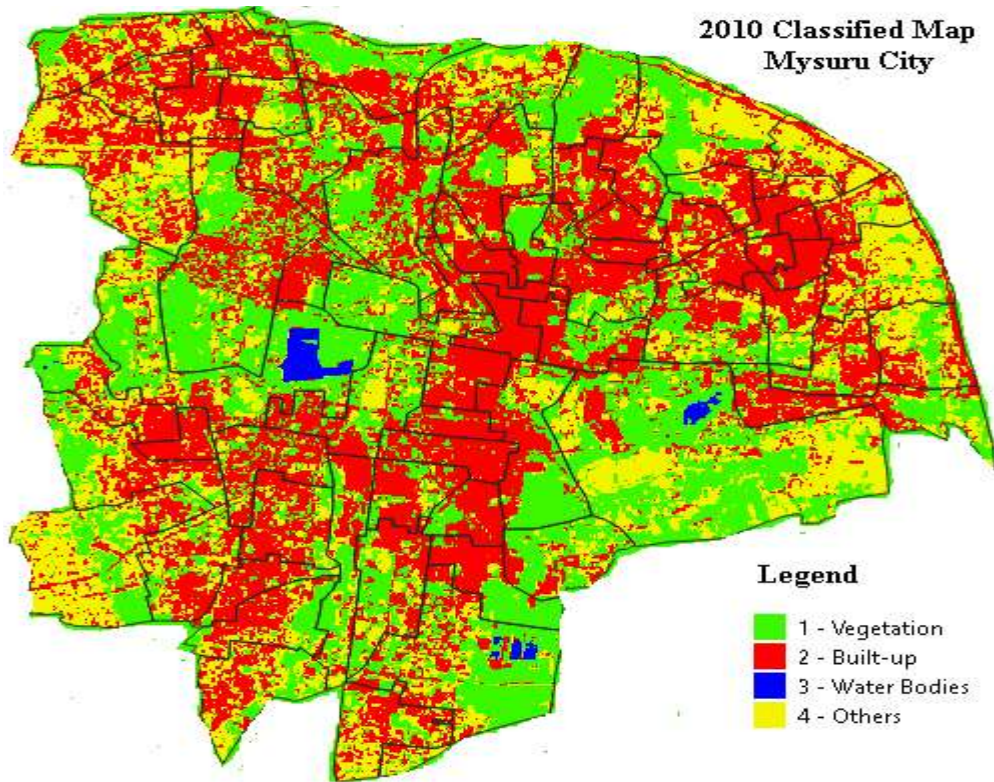 2010 Classified Map
Mysuru City
Legend
1 - Vegetation
2 - Built-up
3 - Water Bodies
4 - Others